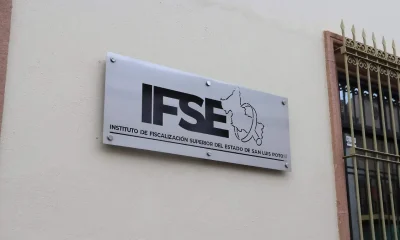 IFSE
INSTITUTO DE FISCALIZACIÓN SUPERIOR DEL ESTADO DE SAN LUIS POTOSÍ